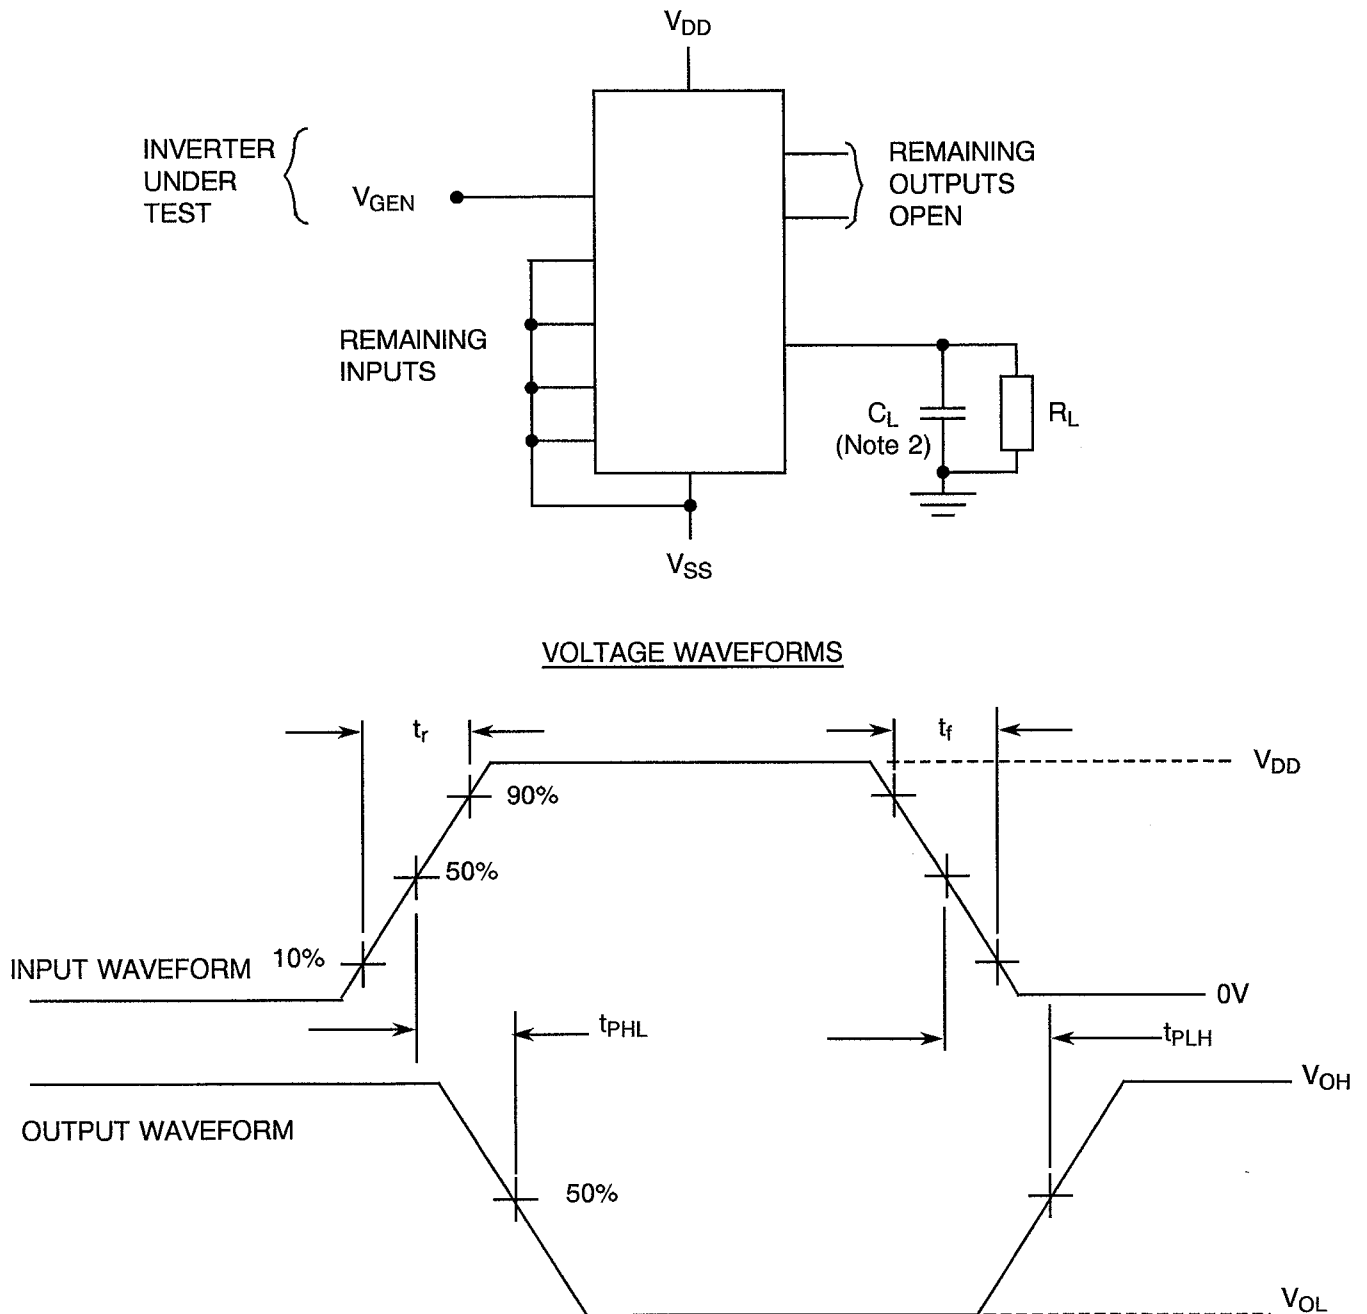 VDD
INVERTER
UNDER
TEST
VGEN
REMAINING
OUTPUTS
OPEN
REMAINING
INPUTS
CL
(Note 2)
RL
VSS
VOLTAGE WAVEFORMS
tr
tf
VDD
90%
50%
10%
INPUT WAVEFORM
0V
tPHL
tPLH
VOH
OUTPUT WAVEFORM
50%
VOL